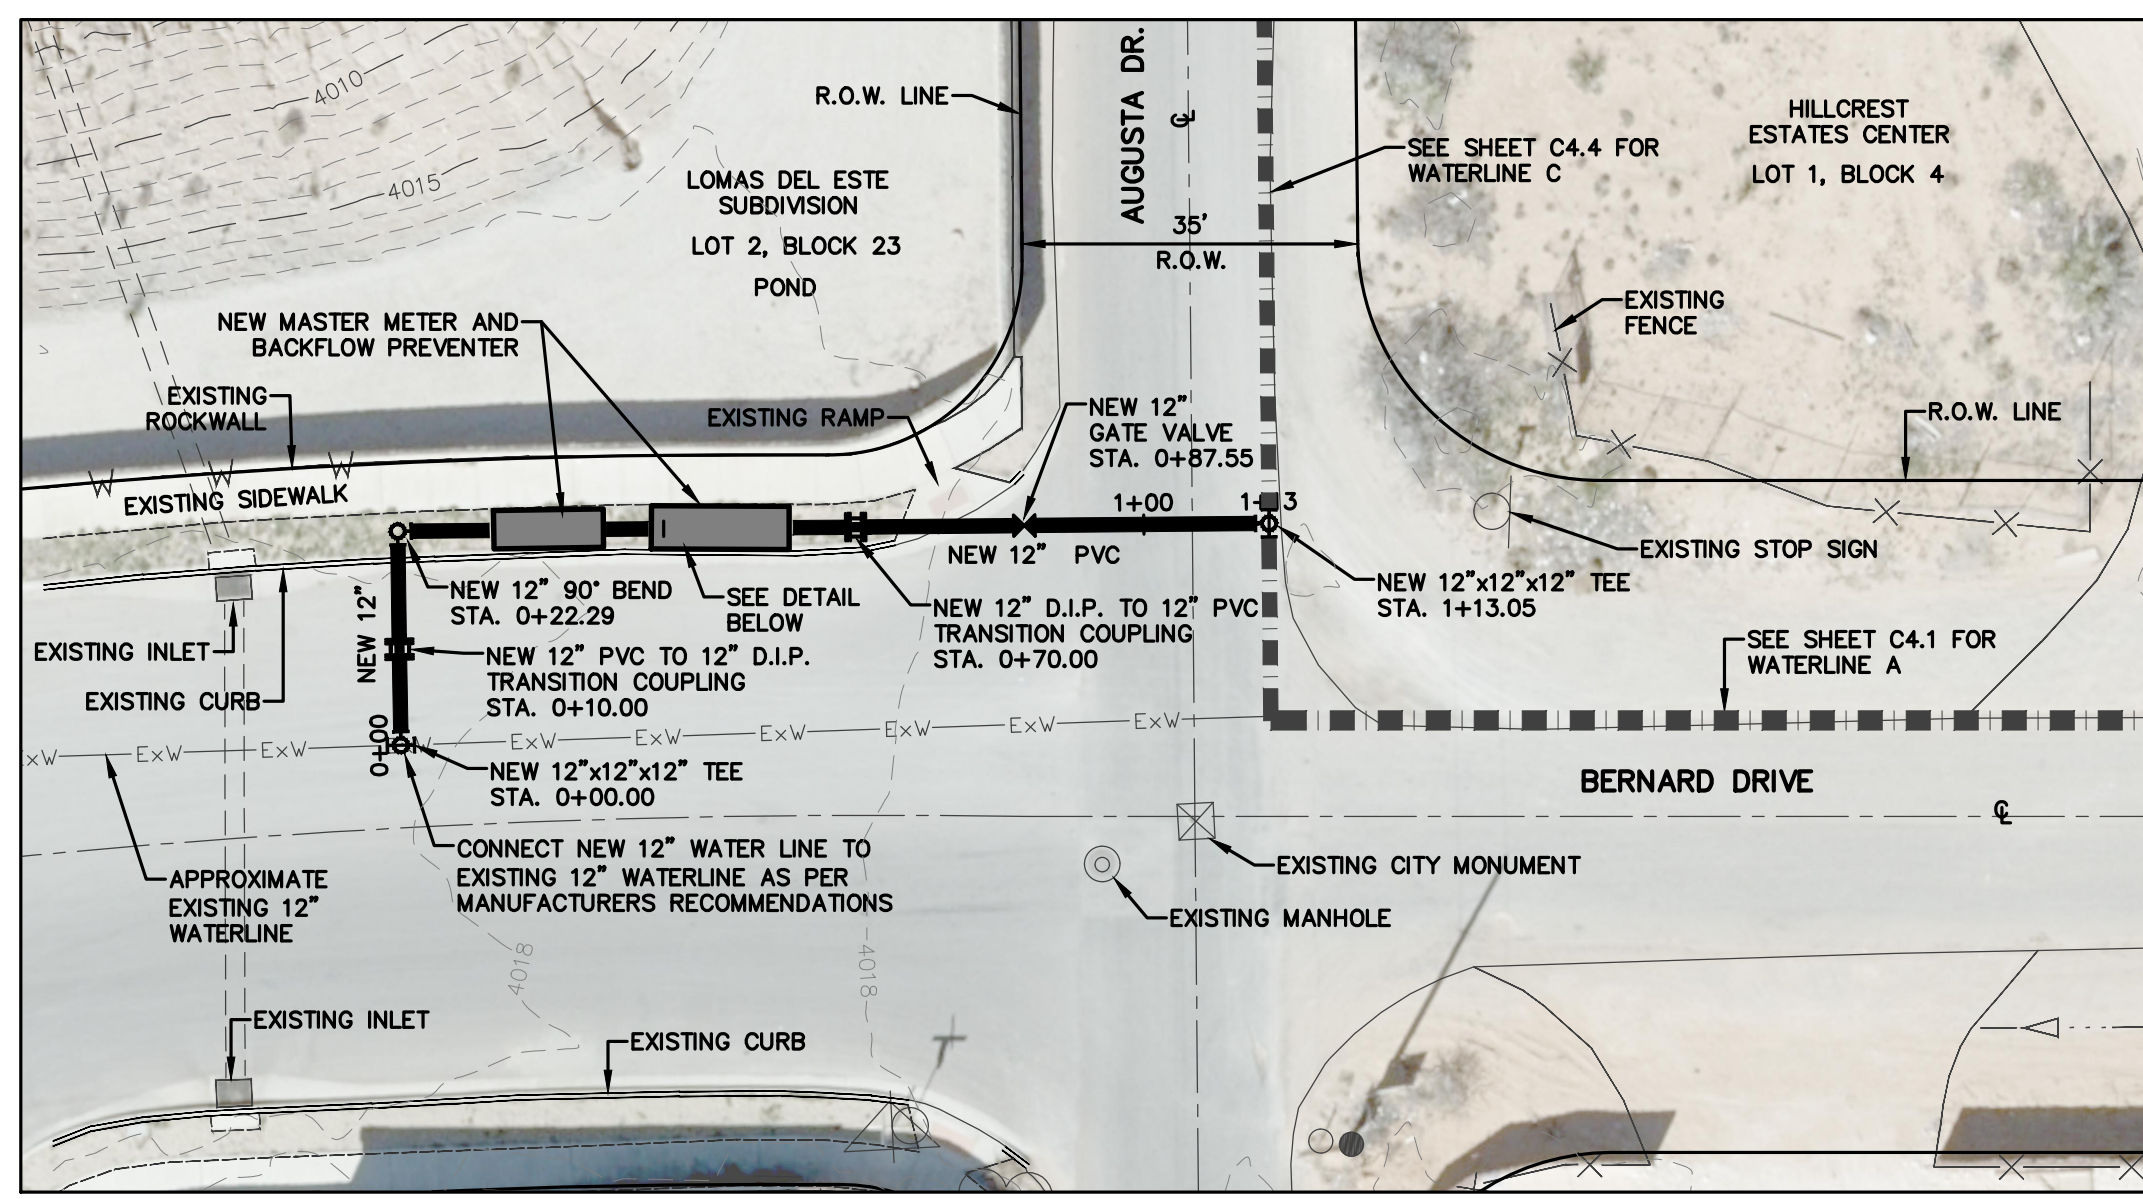 4010
4015
R.O.W. LINE
AUGUSTA DR.
℄
LOMAS DEL ESTE
SUBDIVISION
LOT 2, BLOCK 23
POND
SEE SHEET C4.4 FOR
WATERLINE C
HILLCREST
ESTATES CENTER
LOT 1, BLOCK 4
35'
R.O.W.
NEW MASTER METER AND
BACKFLOW PREVENTER
EXISTING
FENCE
EXISTING
ROCKWALL
EXISTING RAMP
NEW 12"
GATE VALVE
STA. 0+87.55
R.O.W. LINE
W W W
EXISTING SIDEWALK
1+00
NEW 12" PVC
EXISTING STOP SIGN
NEW 12" 90° BEND
STA. 0+22.29
SEE DETAIL
BELOW
NEW 12" D.I.P. TO 12" PVC
TRANSITION COUPLING
STA. 0+70.00
NEW 12"x12"x12" TEE
STA. 1+13.05
NEW 12"
EXISTING INLET
NEW 12" PVC TO 12" D.I.P.
TRANSITION COUPLING
STA. 0+10.00
SEE SHEET C4.1 FOR
WATERLINE A
EXISTING CURB
0+00
ExW ExW ExW ExW ExW ExW ExW ExW
NEW 12"x12"x12" TEE
STA. 0+00.00
BERNARD DRIVE
℄
CONNECT NEW 12" WATER LINE TO
EXISTING 12" WATERLINE AS PER
MANUFACTURERS RECOMMENDATIONS
EXISTING CITY MONUMENT
APPROXIMATE
EXISTING 12"
WATERLINE
EXISTING MANHOLE
4018
4018
EXISTING INLET
EXISTING CURB